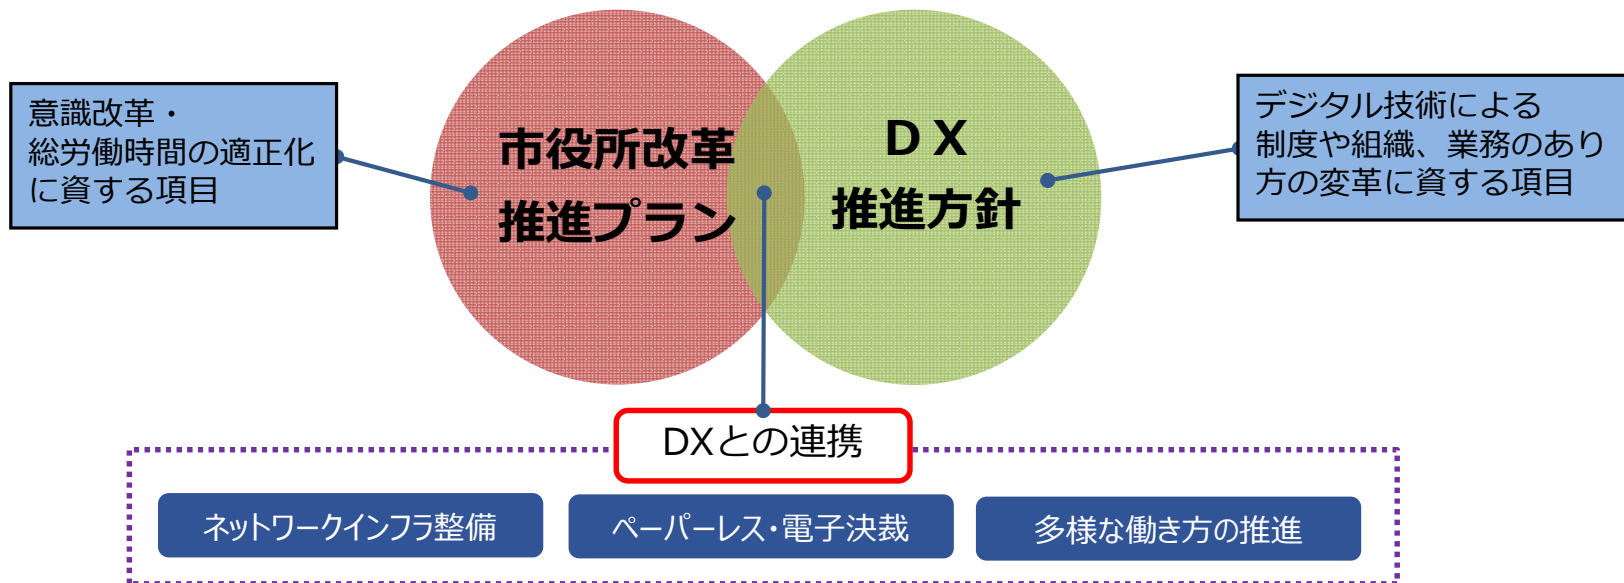 意識改革・
総労働時間の適正化
に資する項目
市役所改革
推進プラン
ＤＸ
推進方針
デジタル技術による
制度や組織、業務のあり
方の変革に資する項目
DXとの連携
ネットワークインフラ整備
ペーパーレス・電子決裁
多様な働き方の推進